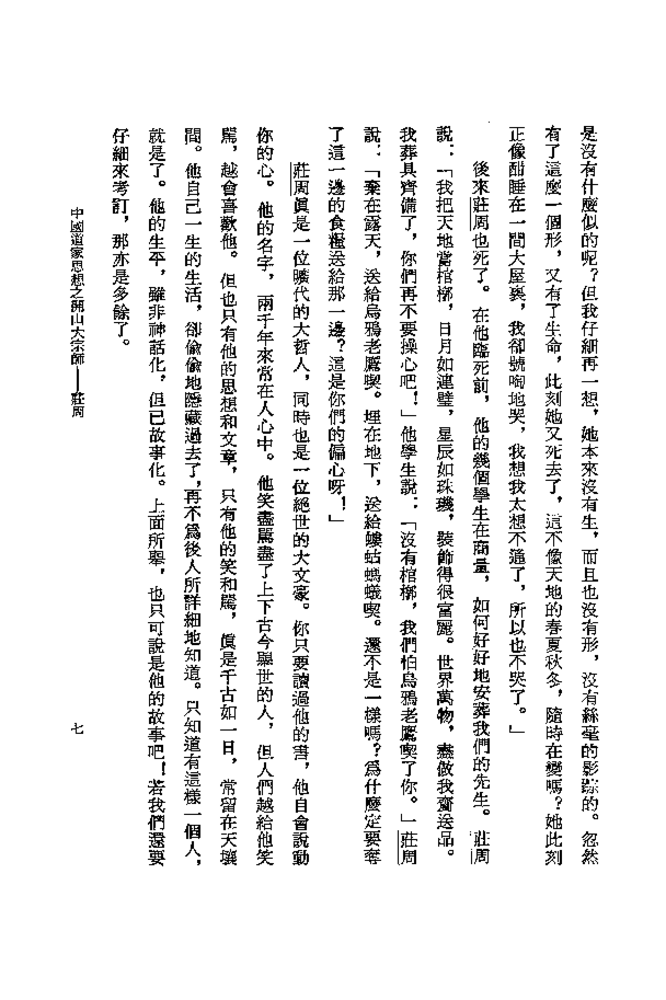 是沒有什麼似的呢？但我仔細再一想，她本來沒有生，而且也沒有形，沒有絲毫的影踪的。忽然
有了這麼一個形，又有了生命，此刻她又死去了，這不像天地的春夏秋冬，隨時在變嗎？她此刻
正像酣睡在一間大屋裏，我卻號啕地哭，我想我太想不通了，所以也不哭了。」
後來莊周也死了。在他臨死前，他的幾個學生在商量，如何好好地安葬我們的先生。莊周
說：「我把天地當棺槨，日月如連璧，星辰如珠璣，裝飾得很富麗。世界萬物，盡做我齎送品。
我葬具齊備了，你們再不要操心吧！」他學生說：「沒有棺槨，我們怕烏鴉老鷹喫了你。」莊周
說：「棄在露天，送給烏鴉老鷹喫。埋在地下，送給螻蛄螞蟻喫。還不是一樣嗎？爲什麼定要奪
了這一邊的食糧送給那一邊？這是你們的偏心呀！」
莊周眞是一位曠代的大哲人，同時也是一位絕世的大文豪。你只要讀過他的書，他自會說動
你的心。他的名字，兩千年來常在人心中。他笑盡罵盡了上下古今舉世的人，但人們越給他笑
罵，越會喜歡他。但也只有他的思想和文章，只有他的笑和罵，眞是千古如一日，常留在天壤
間。他自己一生的生活，卻偷偷地隱藏過去了，再不爲後人所詳細地知道。只知道有這樣一個人，
就是了。他的生平，雖非神話化，但已故事化。上面所舉，也只可說是他的故事吧！若我們還要
仔細來考訂，那亦是多餘了。
中國道家思想之開山大宗師——莊周
七